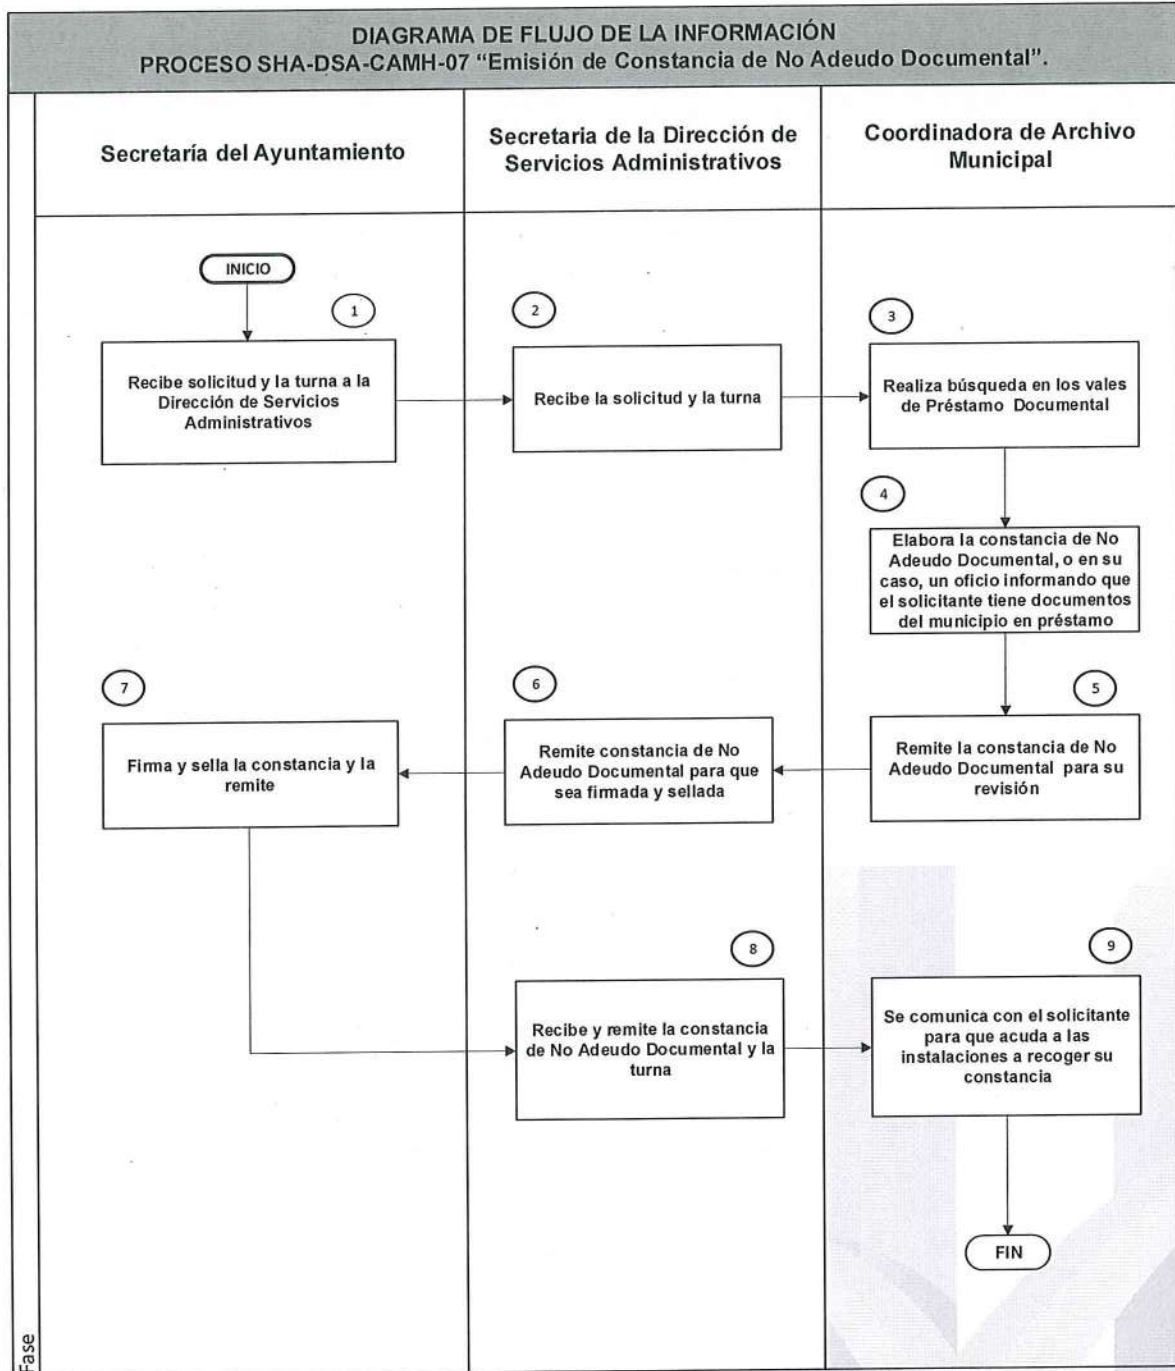 DIAGRAMA DE FLUJO DE LA INFORMACIÓN
PROCESO SHA-DSA-CAMH-07 “Emisión de Constancia de No Adeudo Documental”.
Secretaría del Ayuntamiento
Secretaria de la Dirección de
Servicios Administrativos
Coordinadora de Archivo
Municipal
INICIO
1
Recibe solicitud y la turna a la
Dirección de Servicios
Administrativos
2
Recibe la solicitud y la turna
3
Realiza búsqueda en los vales
de Préstamo Documental
4
Elabora la constancia de No
Adeudo Documental, o en su
caso, un oficio informando que
el solicitante tiene documentos
del municipio en préstamo
5
Remite la constancia de No
Adeudo Documental para su
revisión
6
Remite constancia de No
Adeudo Documental para que
sea firmada y sellada
7
Firma y sella la constancia y la
remite
8
Recibe y remite la constancia
de No Adeudo Documental y la
turna
9
Se comunica con el solicitante
para que acuda a las
instalaciones a recoger su
constancia
FIN
Fase